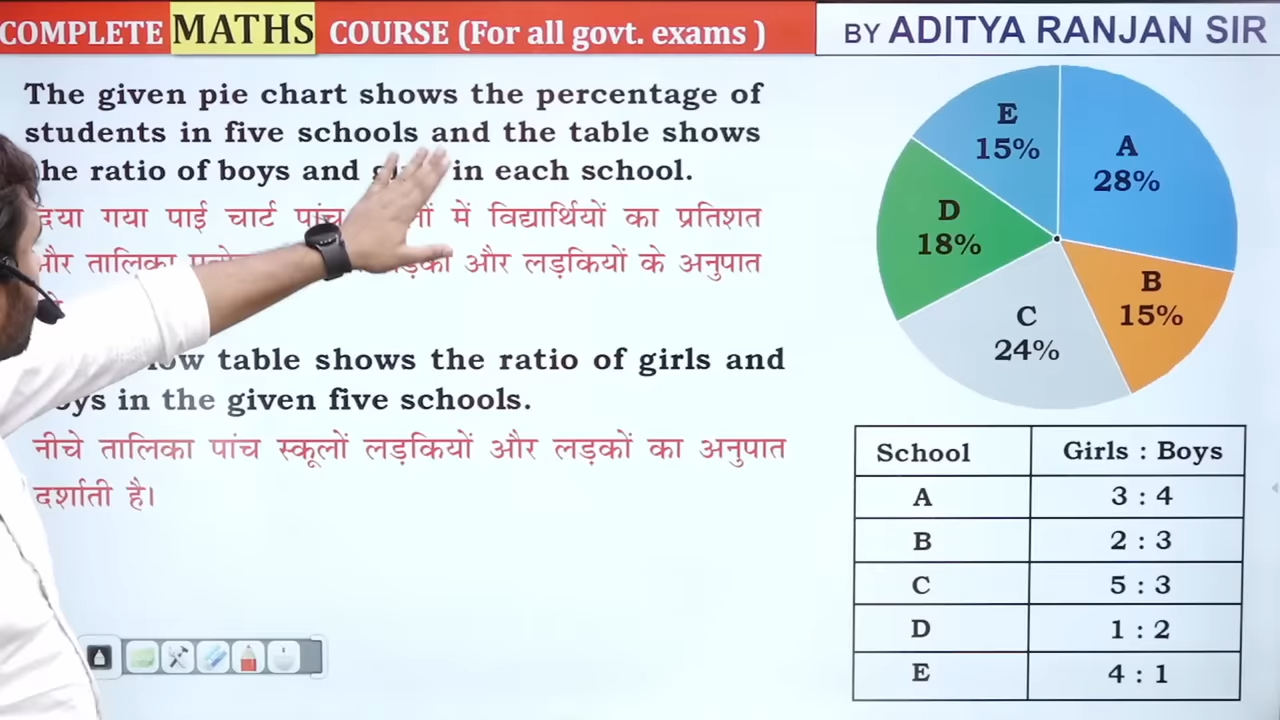 COMPLETE MATHS COURSE (For all govt. exams )
BY ADITYA RANJAN SIR
The given pie chart shows the percentage of
students in five schools and the table shows
the ratio of boys and in each school.
दिया गया पाई चार्ट पांच में विद्यार्थियों का प्रतिशत
और तालिका और लड़कियों के अनुपात
table shows the ratio of girls and
boys in the given five schools.
नीचे तालिका पांच स्कूलों लड़कियों और लड़कों का अनुपात
दर्शाती है।
E
15%
A
28%
D
18%
B
15%
C
24%
School Girls : Boys
A 3 : 4
B 2 : 3
C 5 : 3
D 1 : 2
E 4 : 1